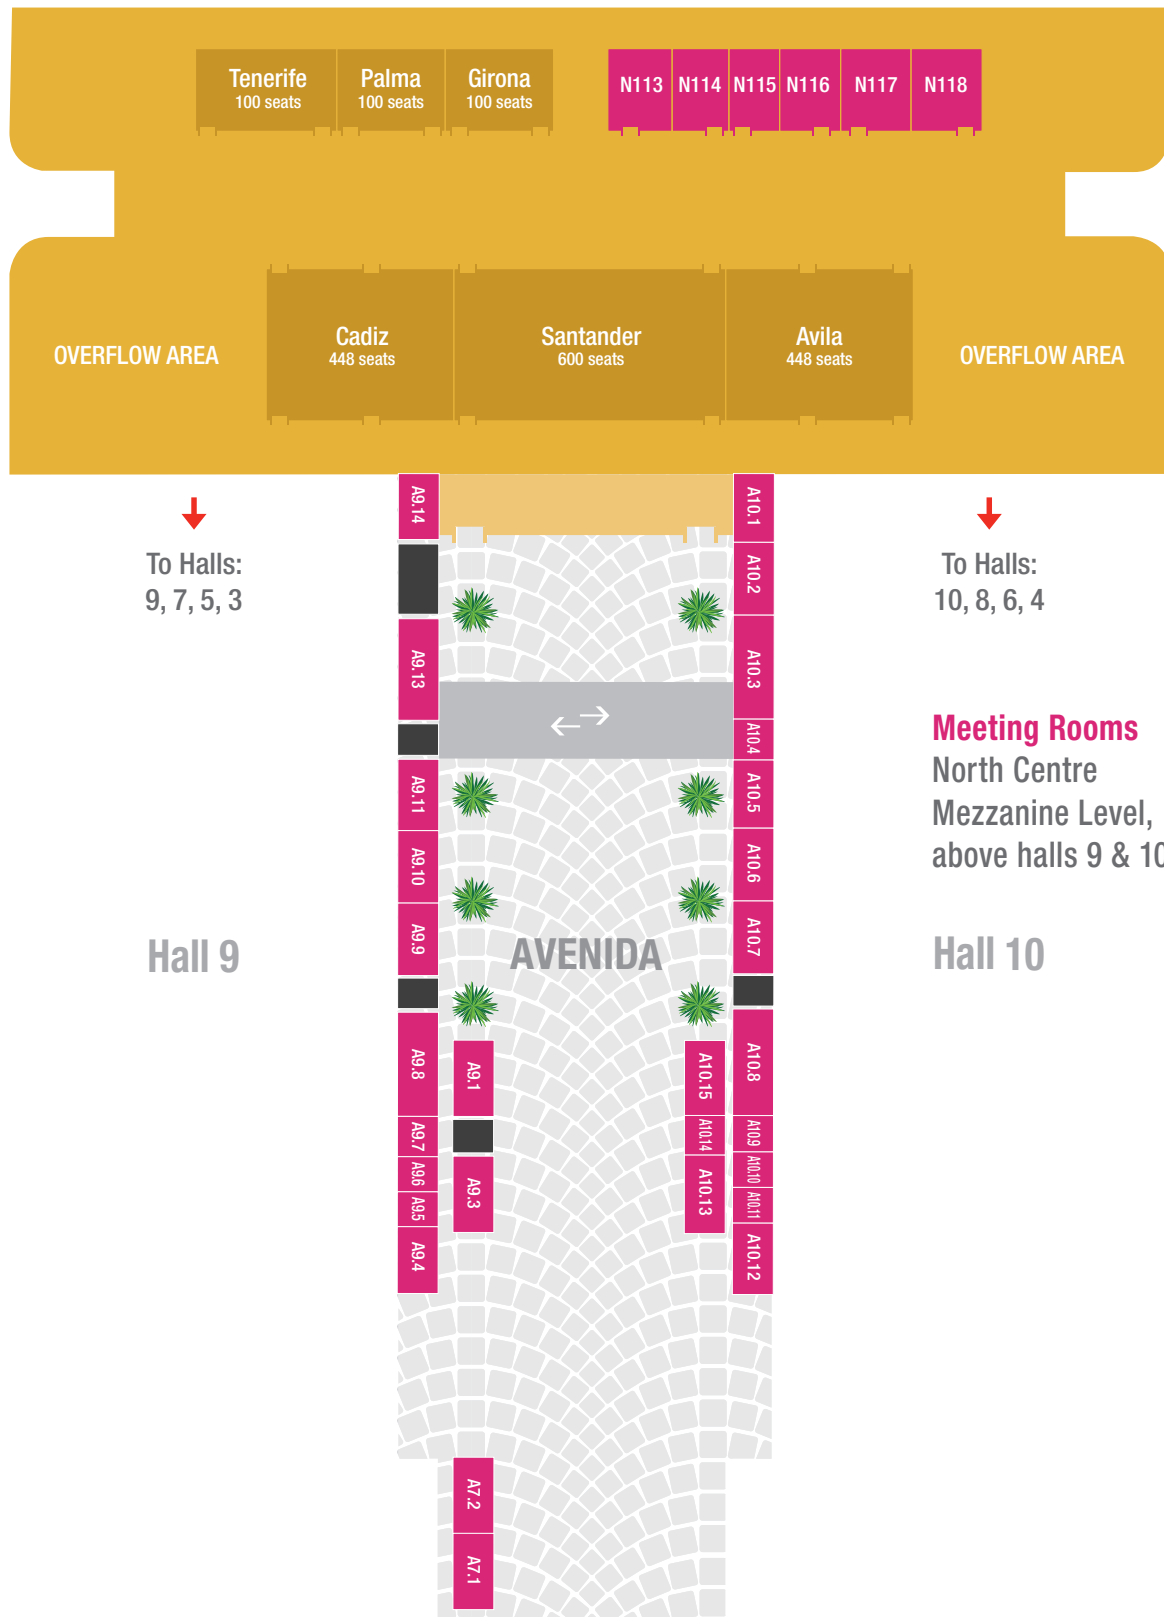 Tenerife
100 seats
Palma
100 seats
Girona
100 seats
N113
N114
N115
N116
N117
N118
OVERFLOW AREA
Cadiz
448 seats
Santander
600 seats
Avila
448 seats
OVERFLOW AREA
To Halls:
9, 7, 5, 3
To Halls:
10, 8, 6, 4
Meeting Rooms
North Centre
Mezzanine Level,
above halls 9 & 10
Hall 9
AVENIDA
Hall 10
A9.14
A9.13
A9.11
A9.10
A9.9
A9.8
A9.7
A9.6
A9.5
A9.4
A9.1
A9.3
A10.15
A10.14
A10.13
A10.1
A10.2
A10.3
A10.4
A10.5
A10.6
A10.7
A10.8
A10.9
A10.10
A10.11
A10.12
A7.2
A7.1